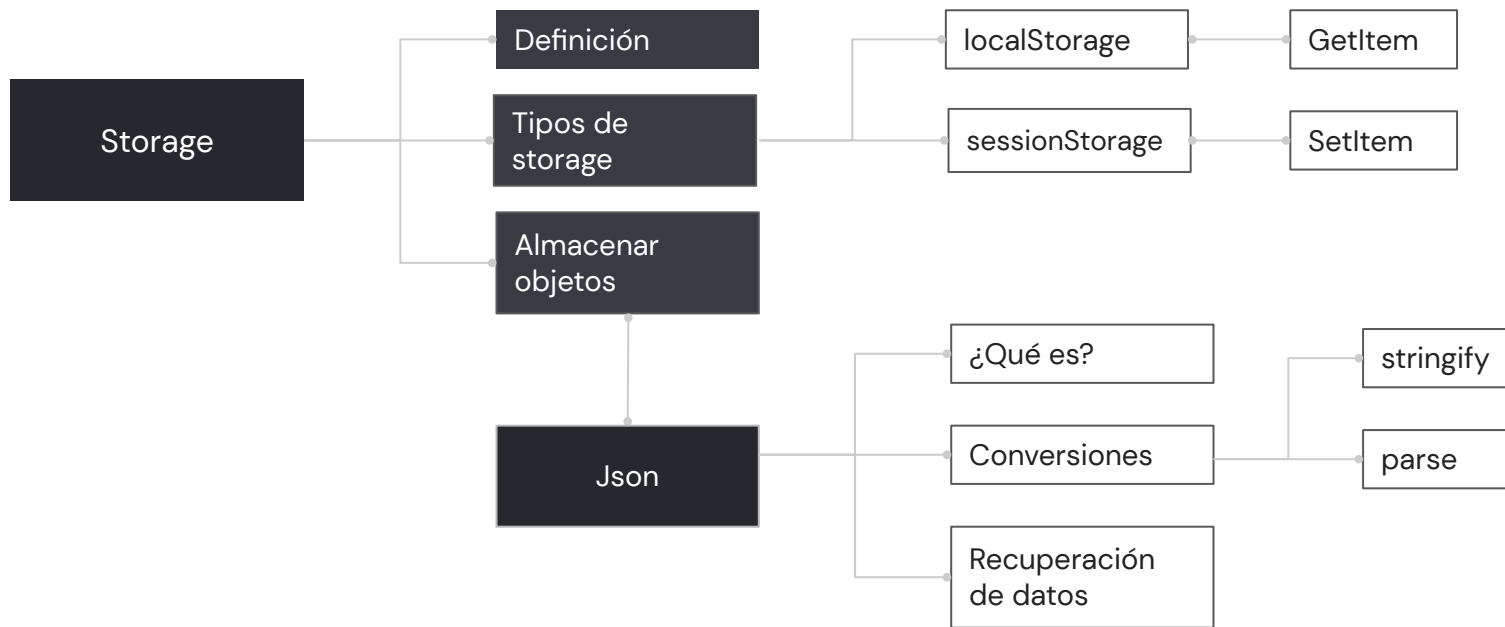 Storage
Definición
Tipos de
storage
Almacenar
objetos
localStorage
GetItem
sessionStorage
SetItem
Json
¿Qué es?
Conversiones
Recuperación
de datos
stringify
parse